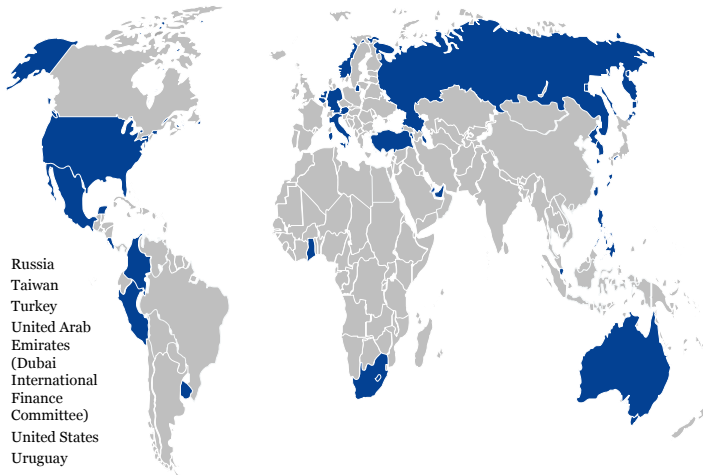 Russia
Taiwan
Turkey
United Arab
Emirates
(Dubai
International
Finance
Committee)
United States
Uruguay